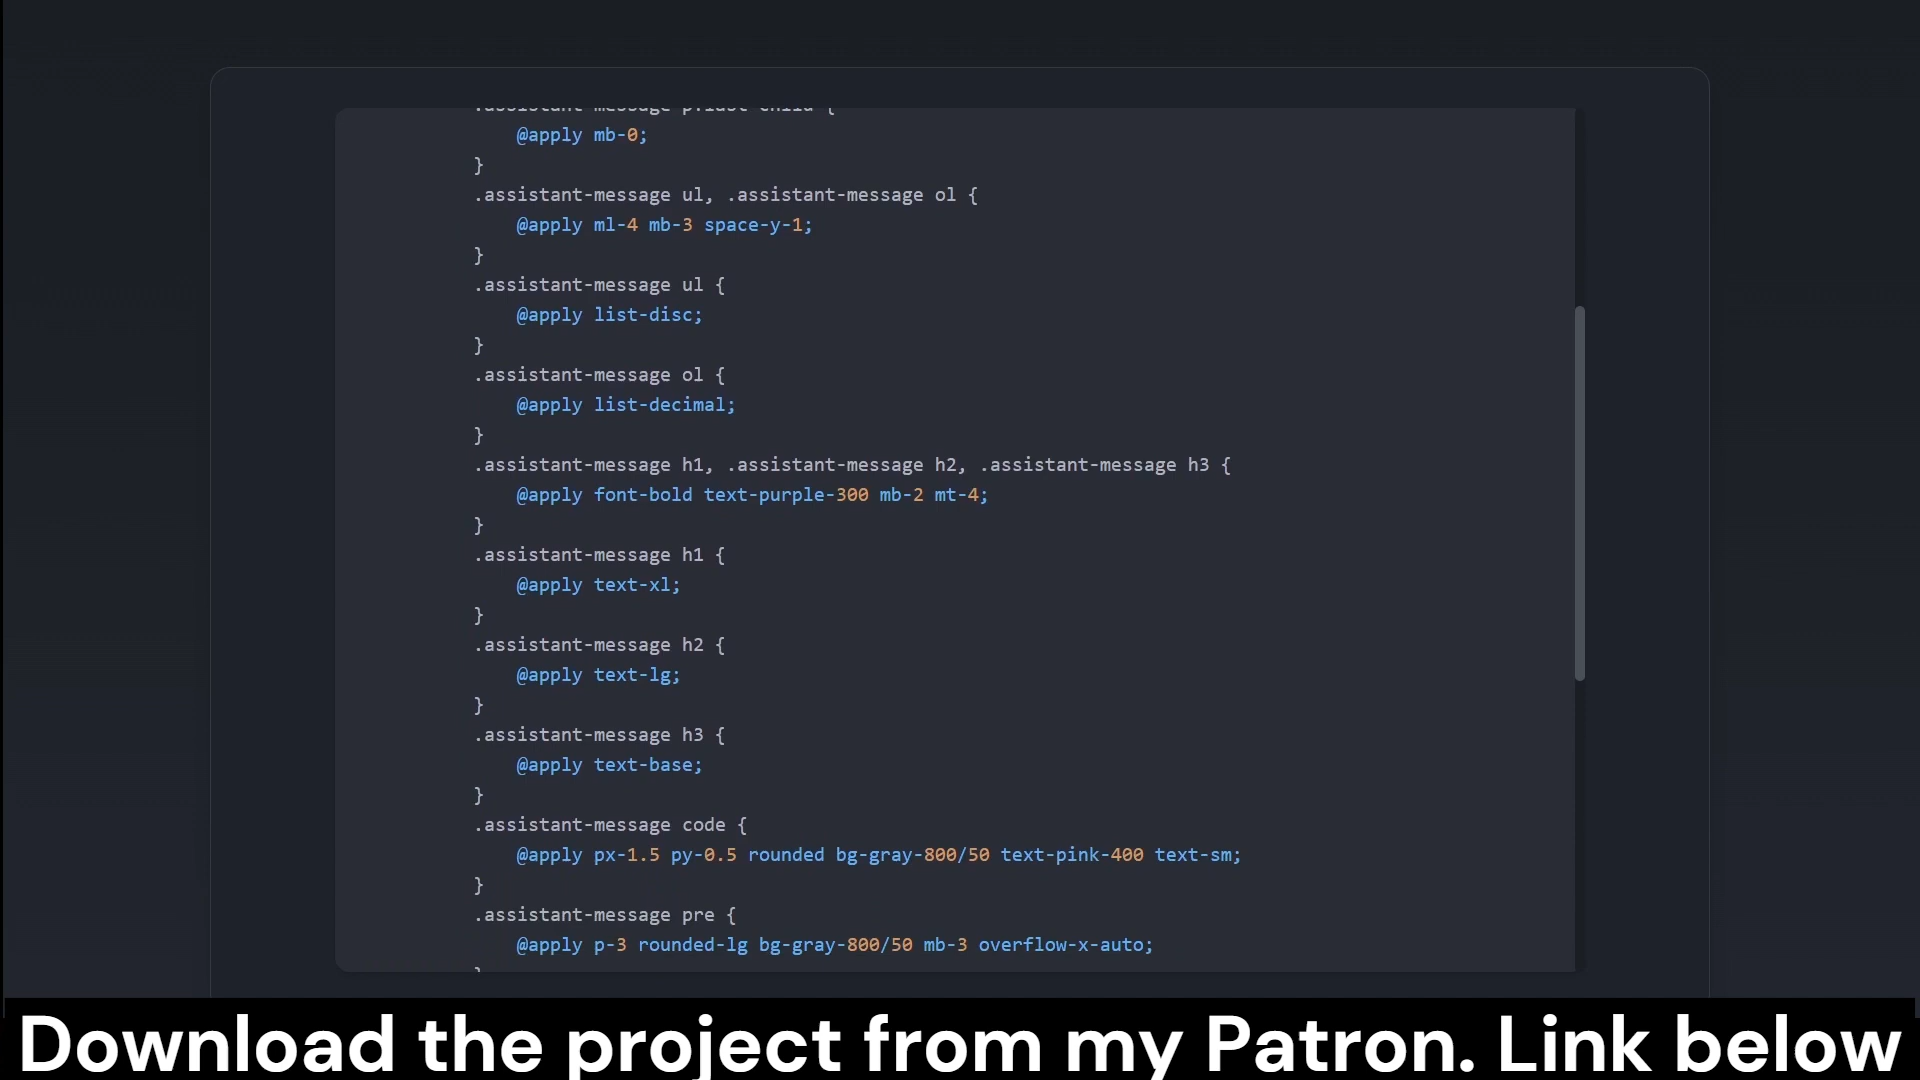 .assistant-message p:last-child {
@apply mb-0;
}
.assistant-message ul, .assistant-message ol {
@apply ml-4 mb-3 space-y-1;
}
.assistant-message ul {
@apply list-disc;
}
.assistant-message ol {
@apply list-decimal;
}
.assistant-message h1, .assistant-message h2, .assistant-message h3 {
@apply font-bold text-purple-300 mb-2 mt-4;
}
.assistant-message h1 {
@apply text-xl;
}
.assistant-message h2 {
@apply text-lg;
}
.assistant-message h3 {
@apply text-base;
}
.assistant-message code {
@apply px-1.5 py-0.5 rounded bg-gray-800/50 text-pink-400 text-sm;
}
.assistant-message pre {
@apply p-3 rounded-lg bg-gray-800/50 mb-3 overflow-x-auto;
Download the project from my Patron. Link below